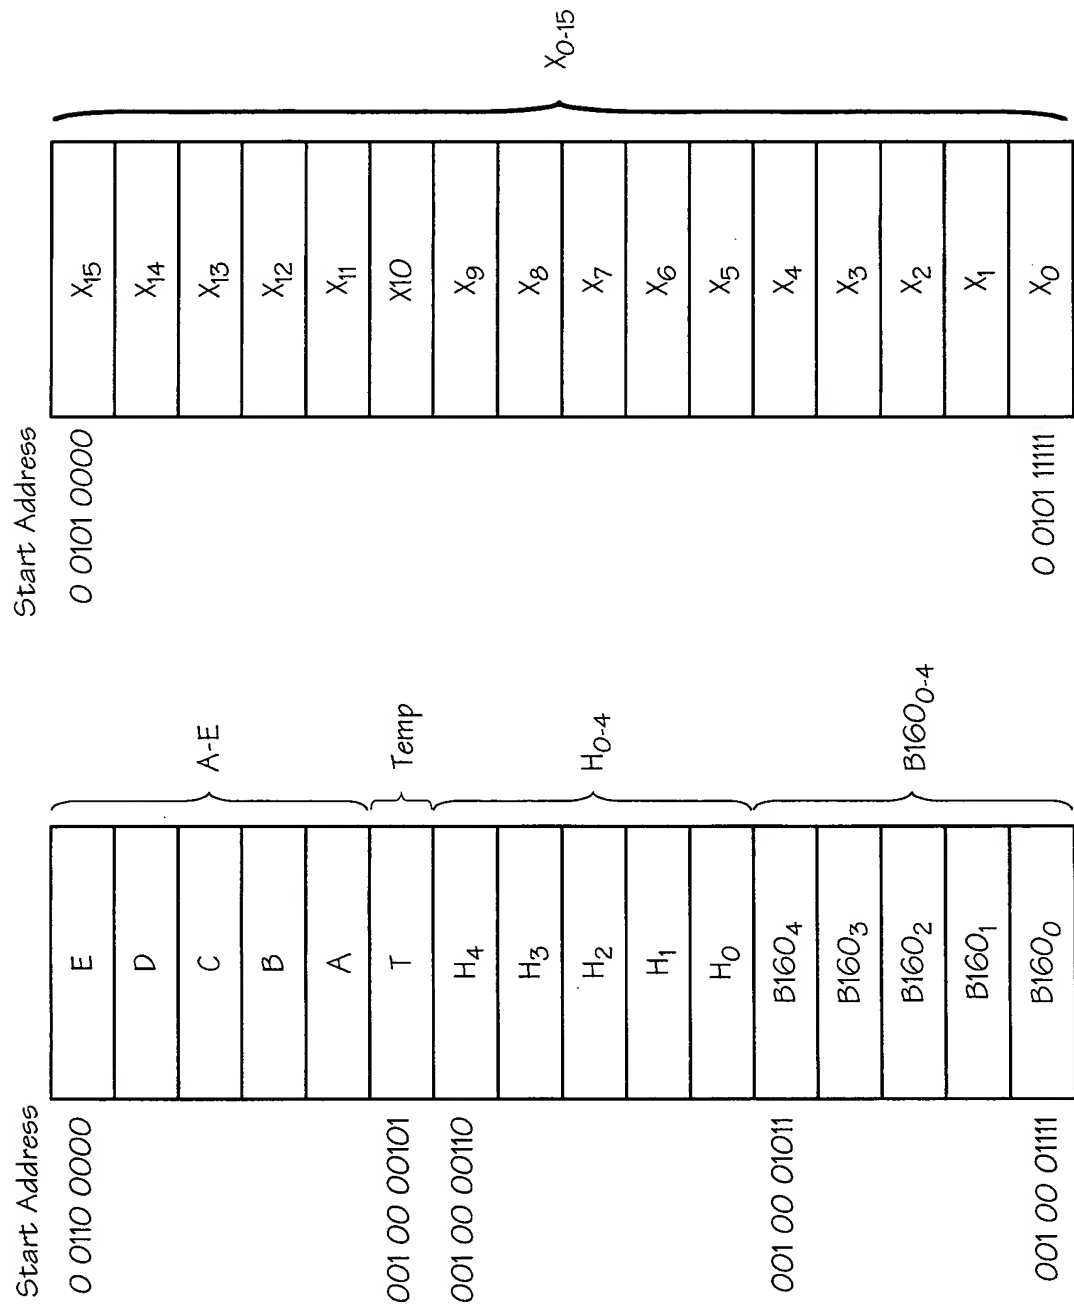 Start Address
0 0110 0000
E
D
C
B
A
A-E
001 00 00101
T
Temp
001 00 00110
H4
H3
H2
H1
H0
H0-4
001 00 01011
B1604
B1603
B1602
B1601
B1600
B1600-4
001 00 01111
Start Address
0 0101 0000
X15
X14
X13
X12
X11
X10
X9
X8
X7
X6
X5
X4
X3
X2
X1
X0
X0-15
0 0101 11111